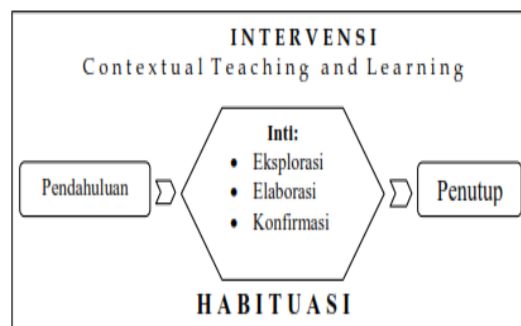 INTERVENSI
Contextual Teaching and Learning
Pendahuluan
Inti:
• Eksplorasi
• Elaborasi
• Konfirmasi
Penutup
HABITUASI